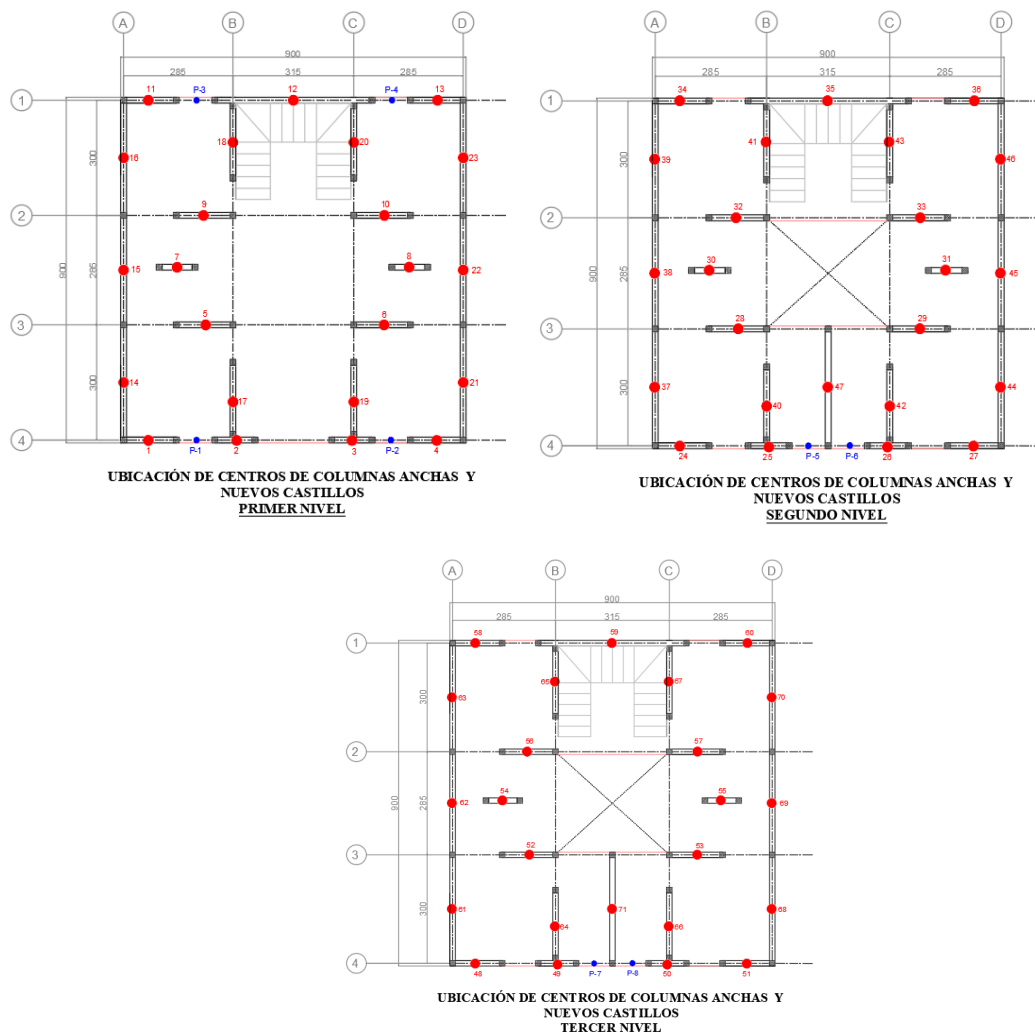 A B C D
900
285 315 285
11 P-3 12 P-4 13
1
18 20
16 23
300
9 10
2
7 8
15 22
900 285
5 6
3
14 21
300
17 19
4
1 P-1 2 3 P-2 4
UBICACIÓN DE CENTROS DE COLUMNAS ANCHAS Y
NUEVOS CASTILLOS
PRIMER NIVEL
A B C D
900
285 315 285
34 35 36
1
41 43
39 46
300
32 33
2
30 31
38 45
900 285
28 29
3
37 47 44
300
40 42
4
24 25 P-5 P-6 26 27
UBICACIÓN DE CENTROS DE COLUMNAS ANCHAS Y
NUEVOS CASTILLOS
SEGUNDO NIVEL
A B C D
900
285 315 285
58 59 60
1
65 67
63 70
300
56 57
2
54 55
62 69
900 285
52 53
3
61 71 68
300
64 66
4
48 49 P-7 P-8 50 51
UBICACIÓN DE CENTROS DE COLUMNAS ANCHAS Y
NUEVOS CASTILLOS
TERCER NIVEL